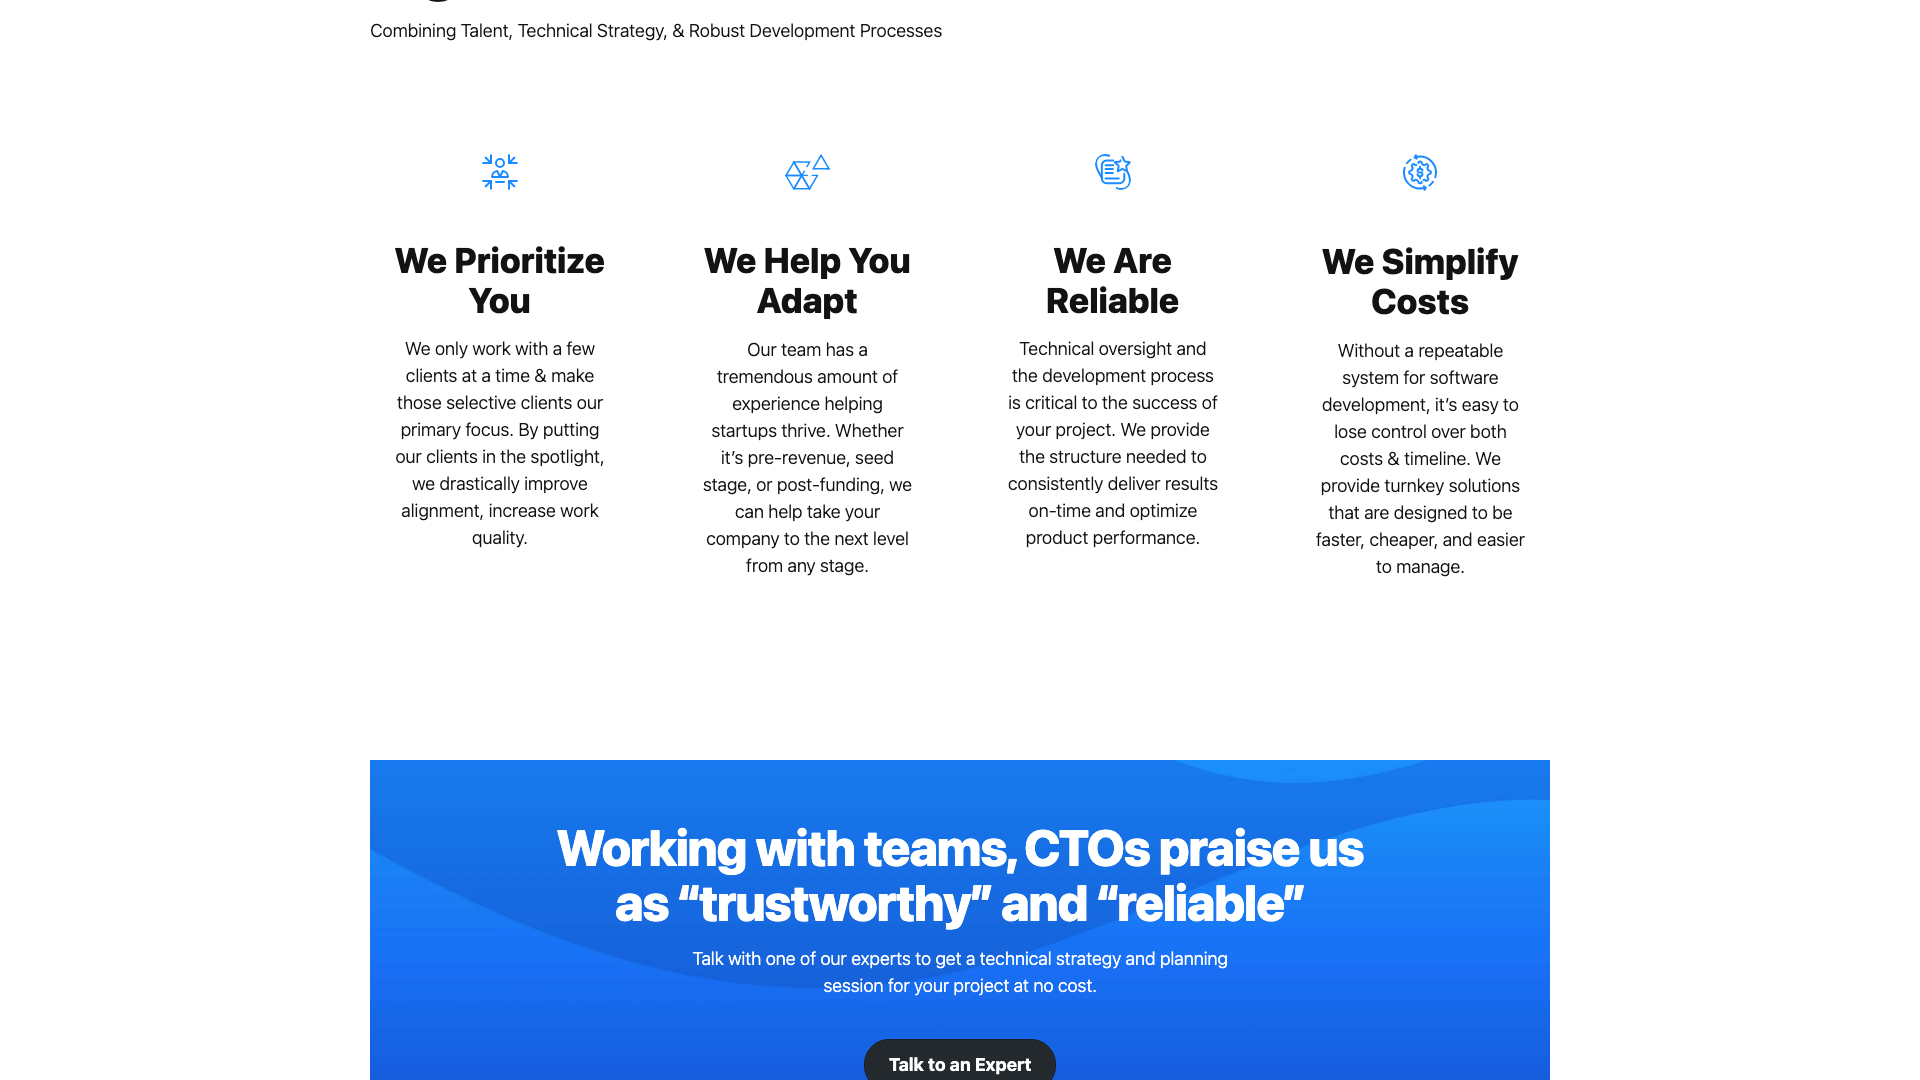 Combining Talent, Technical Strategy, & Robust Development Processes
We Prioritize
You
We only work with a few
clients at a time & make
those selective clients our
primary focus. By putting
our clients in the spotlight,
we drastically improve
alignment, increase work
quality.
We Help You
Adapt
Our team has a
tremendous amount of
experience helping
startups thrive. Whether
it’s pre-revenue, seed
stage, or post-funding, we
can help take your
company to the next level
from any stage.
We Are
Reliable
Technical oversight and
the development process
is critical to the success of
your project. We provide
the structure needed to
consistently deliver results
on-time and optimize
product performance.
We Simplify
Costs
Without a repeatable
system for software
development, it’s easy to
lose control over both
costs & timeline. We
provide turnkey solutions
that are designed to be
faster, cheaper, and easier
to manage.
Working with teams, CTOs praise us
as “trustworthy” and “reliable”
Talk with one of our experts to get a technical strategy and planning
session for your project at no cost.
Talk to an Expert